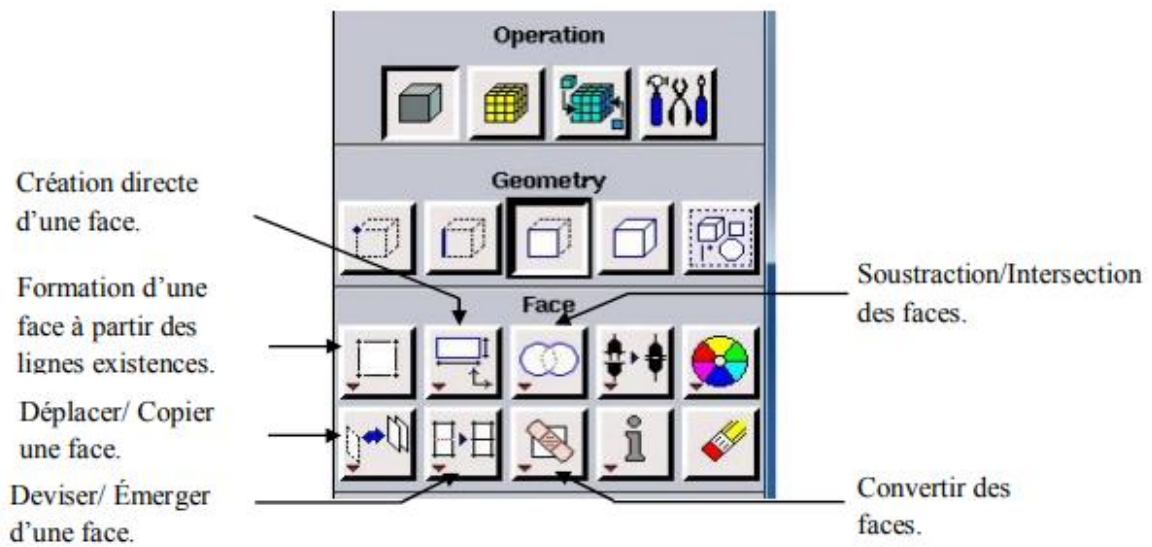 Operation
Geometry
Face
Création directe
d’une face.
Formation d’une
face à partir des
lignes existences.
Déplacer/ Copier
une face.
Deviser/ Émerger
d’une face.
Soustraction/Intersection
des faces.
Convertir des
faces.